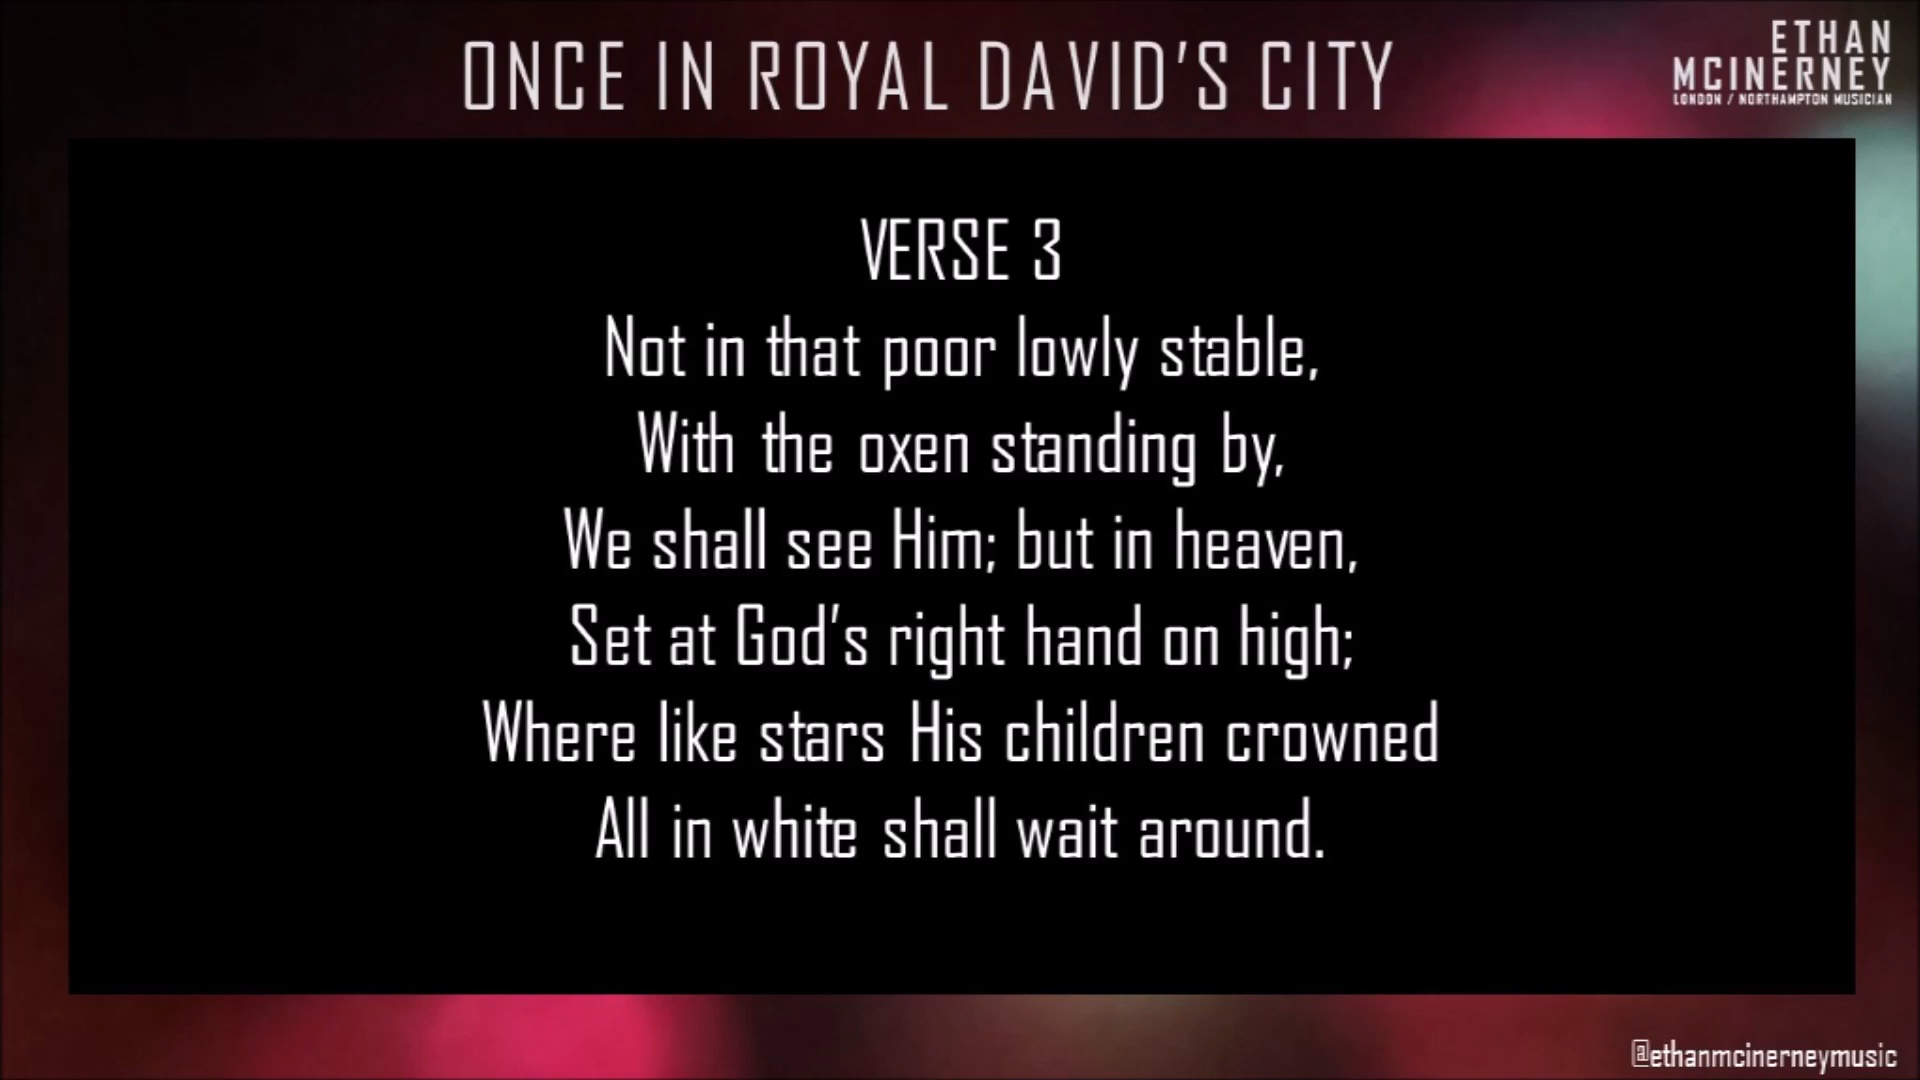 ONCE IN ROYAL DAVID'S CITY
ETHAN
MCINERNEY
LONDON / NORTHAMPTON MUSICIAN
VERSE 3
Not in that poor lowly stable,
With the oxen standing by,
We shall see Him; but in heaven,
Set at God's right hand on high;
Where like stars His children crowned
All in white shall wait around.
@ethanmcinerneymusic